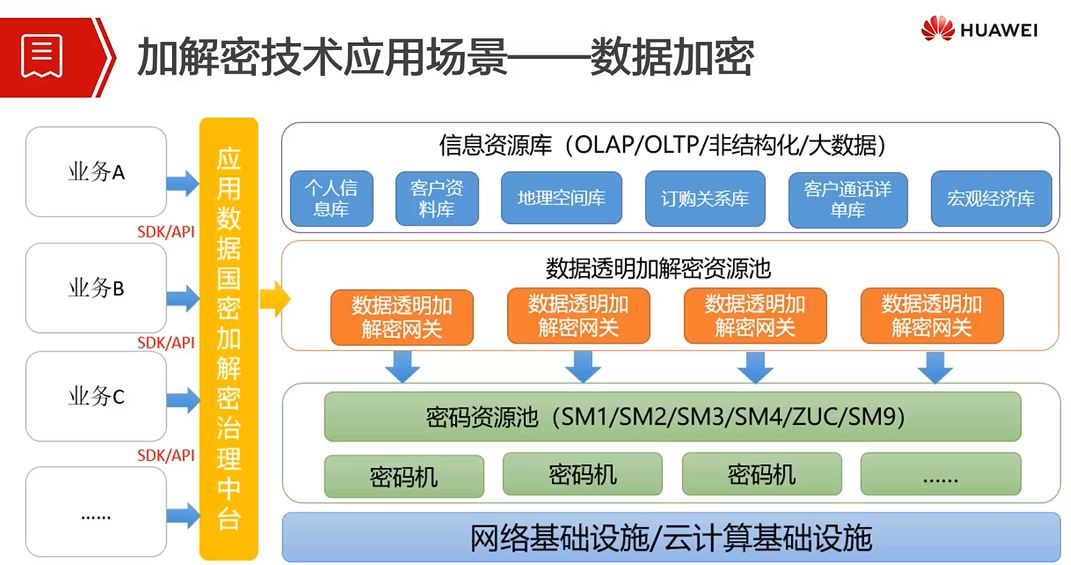 加解密技术应用场景——数据加密
HUAWEI
业务A
SDK/API
业务B
SDK/API
业务C
SDK/API
......
应用数据国密加解密治理中台
信息资源库（OLAP/OLTP/非结构化/大数据）
个人信
息库
客户资
料库
地理空间库
订购关系库
客户通话详
单库
宏观经济库
数据透明加解密资源池
数据透明加
解密网关
数据透明加
解密网关
数据透明加
解密网关
数据透明加
解密网关
密码资源池（SM1/SM2/SM3/SM4/ZUC/SM9）
密码机
密码机
密码机
......
网络基础设施/云计算基础设施